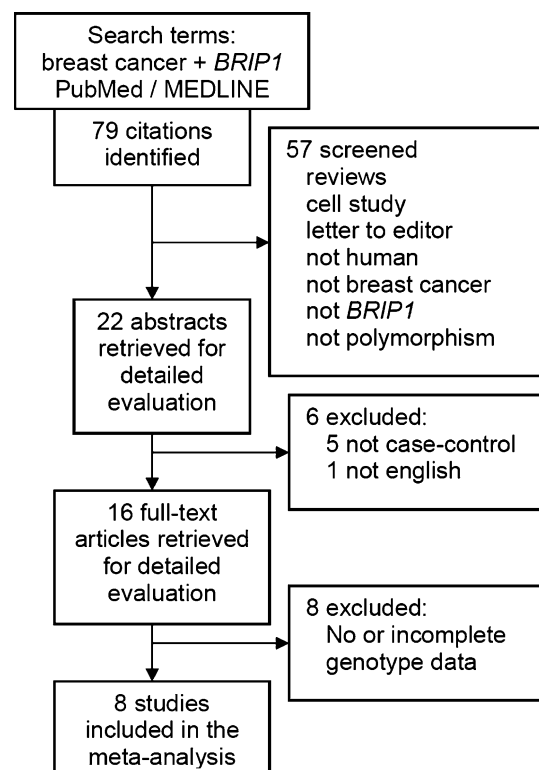 Search terms:
breast cancer + BRIP1
PubMed / MEDLINE
79 citations
identified
57 screened
reviews
cell study
letter to editor
not human
not breast cancer
not BRIP1
not polymorphism
22 abstracts
retrieved for
detailed
evaluation
6 excluded:
5 not case-control
1 not english
16 full-text
articles retrieved
for detailed
evaluation
8 excluded:
No or incomplete
genotype data
8 studies
included in the
meta-analysis